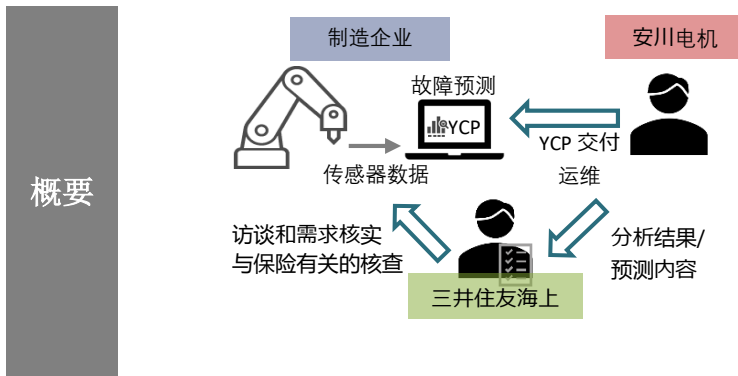 概要
制造企业
安川电机
故障预测
YCP
YCP 交付
运维
传感器数据
访谈和需求核实
与保险有关的核查
分析结果/
预测内容
三井住友海上